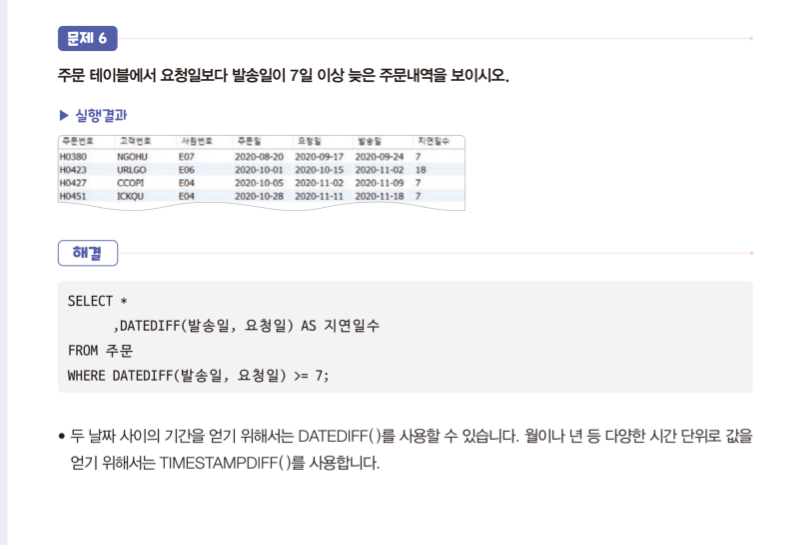 문제 6
주문 테이블에서 요청일보다 발송일이 7일 이상 늦은 주문내역을 보이시오.
▶ 실행결과
주문번호 고객번호 사원번호 주문일 요청일 발송일 지연일수
H0380 NGOHU E07 2020-08-20 2020-09-17 2020-09-24 7
H0423 URLGO E06 2020-10-01 2020-10-15 2020-11-02 18
H0427 CCOPI E04 2020-10-05 2020-11-02 2020-11-09 7
H0451 ICKQU E04 2020-10-28 2020-11-11 2020-11-18 7
해결
SELECT *
,DATEDIFF(발송일, 요청일) AS 지연일수
FROM 주문
WHERE DATEDIFF(발송일, 요청일) >= 7;
• 두 날짜 사이의 기간을 얻기 위해서는 DATEDIFF()를 사용할 수 있습니다. 월이나 년 등 다양한 시간 단위로 값을
얻기 위해서는 TIMESTAMPDIFF()를 사용합니다.